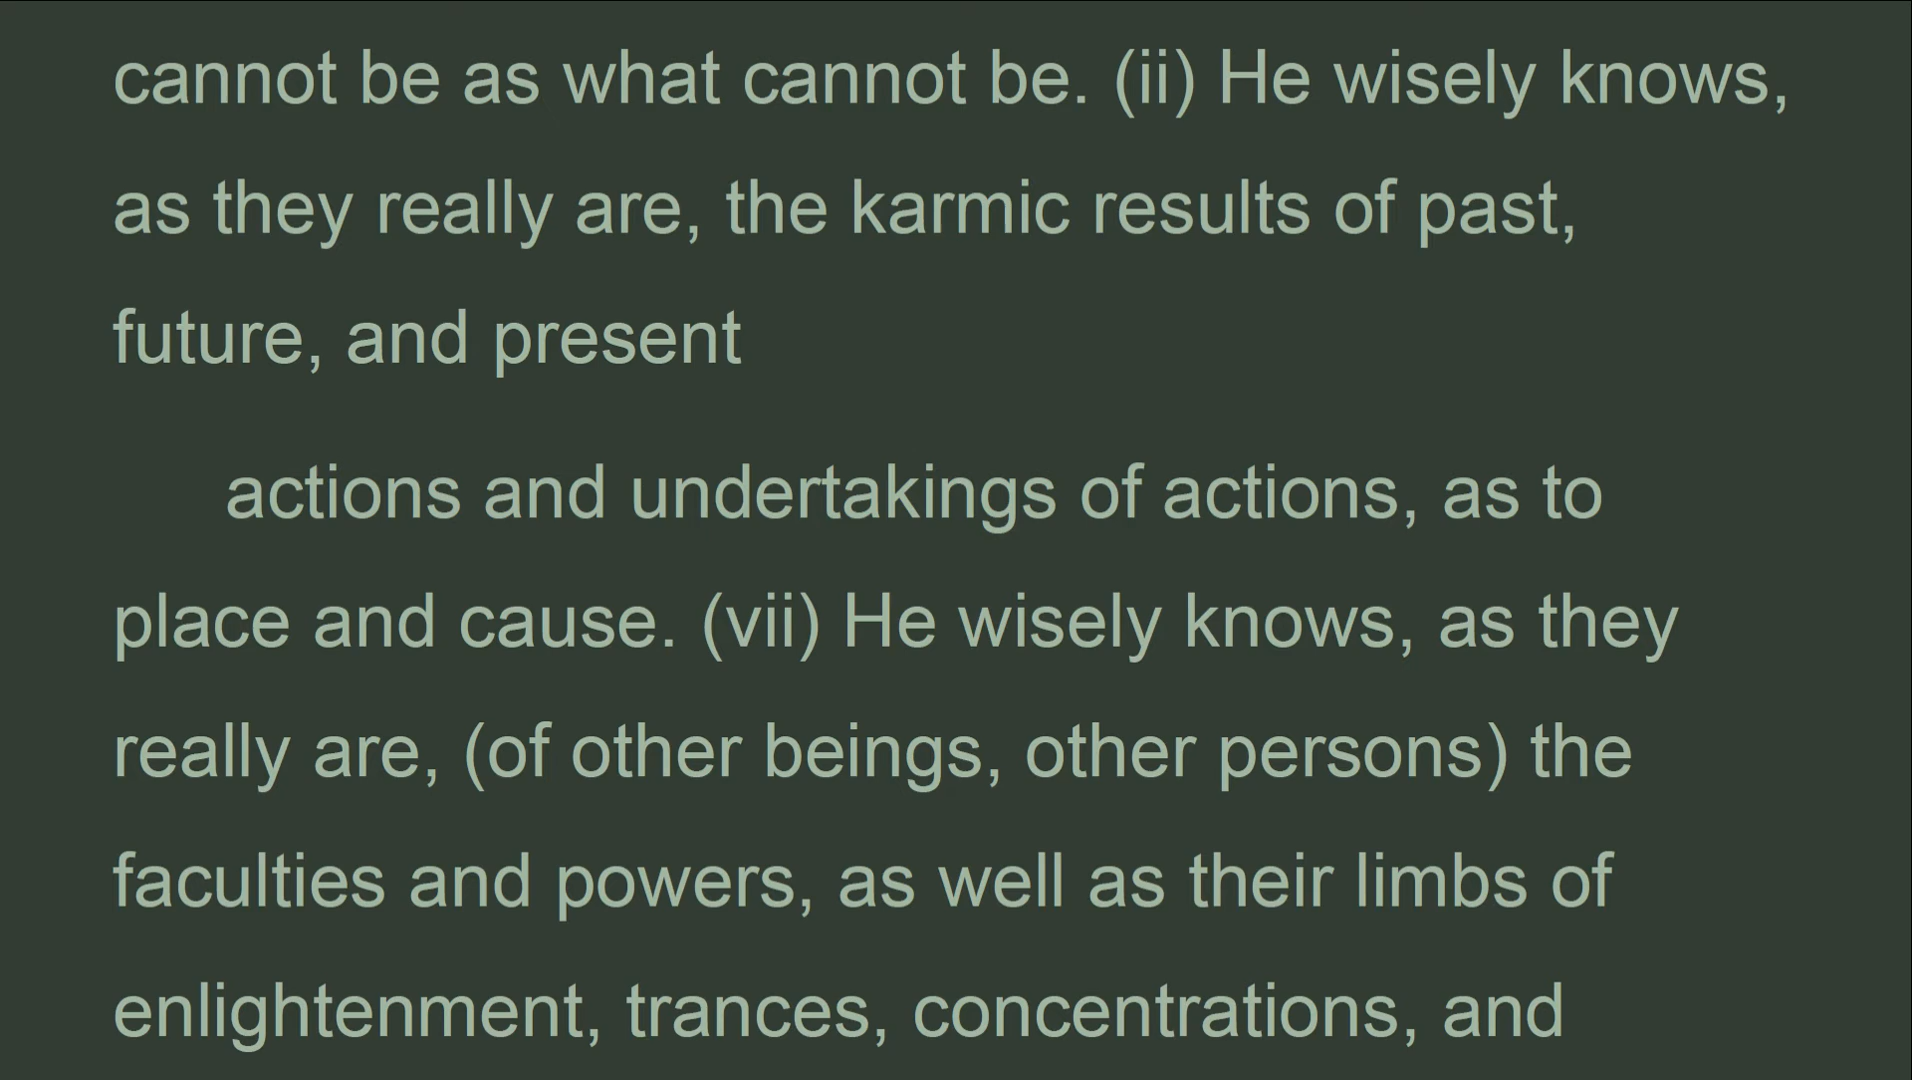 cannot be as what cannot be. (ii) He wisely knows,
as they really are, the karmic results of past,
future, and present
actions and undertakings of actions, as to
place and cause. (vii) He wisely knows, as they
really are, (of other beings, other persons) the
faculties and powers, as well as their limbs of
enlightenment, trances, concentrations, and